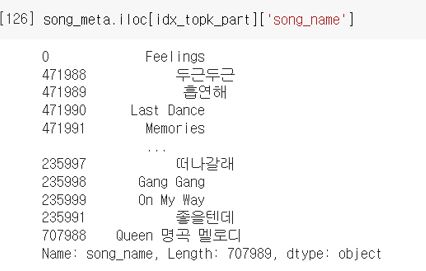 [126] song_meta.iloc[idx_topk_part]['song_name']
0 Feelings
471988 두근두근
471989 흡연해
471990 Last Dance
471991 Memories
...
235997 떠나갈래
235998 Gang Gang
235999 On My Way
235991 좋을텐데
707988 Queen 명곡 멜로디
Name: song_name, Length: 707989, dtype: object